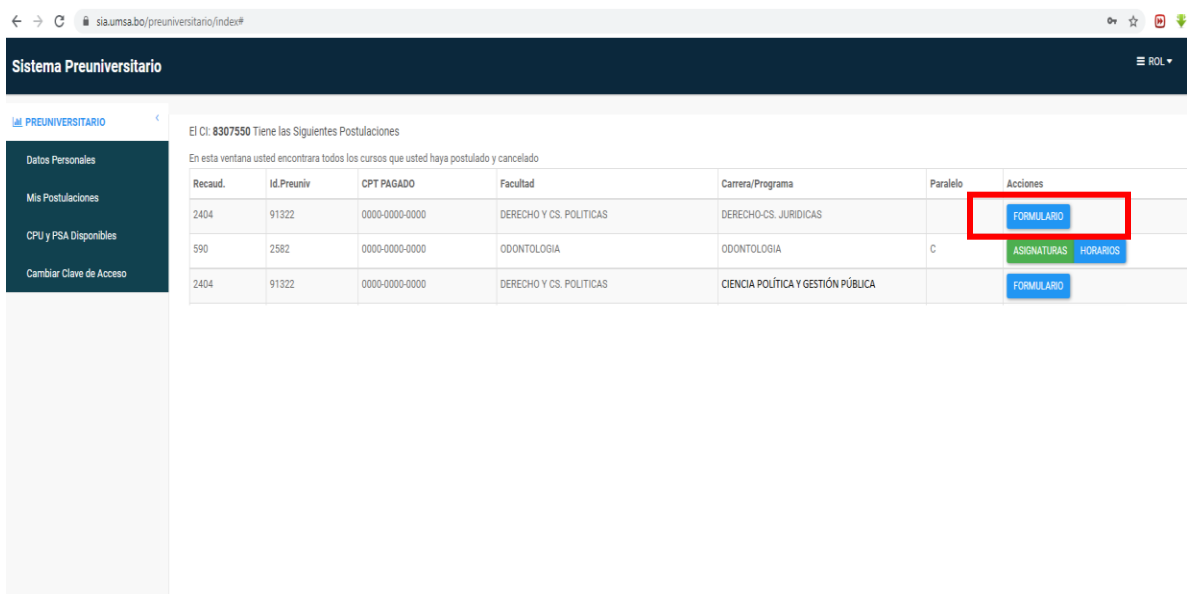 sia.umsa.bo/preuniversitario/index#
Sistema Preuniversitario
ROL
PREUNIVERSITARIO
Datos Personales
Mis Postulaciones
CPU y PSA Disponibles
Cambiar Clave de Acceso
El CI: 8307550 Tiene las Siguientes Postulaciones
En esta ventana usted encontrara todos los cursos que usted haya postulado y cancelado
Recaud. Id.Preuniv CPT PAGADO Facultad Carrera/Programa Paralelo Acciones
2404 91322 0000-0000-0000 DERECHO Y CS. POLITICAS DERECHO-CS. JURIDICAS FORMULARIO
590 2582 0000-0000-0000 ODONTOLOGIA ODONTOLOGIA C ASIGNATURAS HORARIOS
2404 91322 0000-0000-0000 DERECHO Y CS. POLITICAS CIENCIA POLÍTICA Y GESTIÓN PÚBLICA FORMULARIO